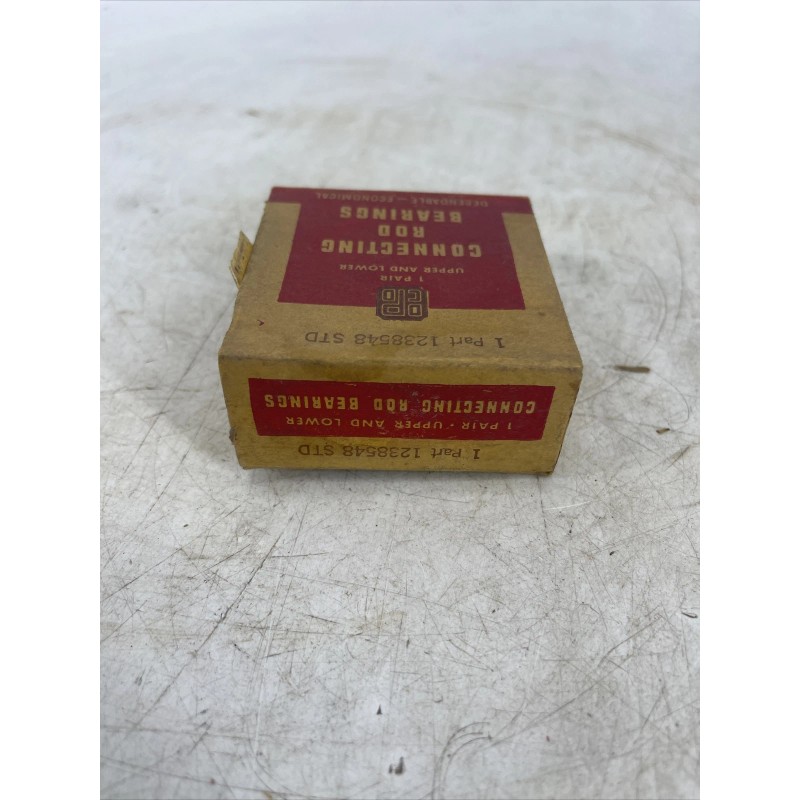 1 Part 1238548 STD
1 PAIR
UPPER AND LOWER
CONNECTING
ROD
BEARINGS
DEPENDABLE — ECONOMICAL
1 Part 1238548 STD
1 PAIR · UPPER AND LOWER
CONNECTING ROD BEARINGS